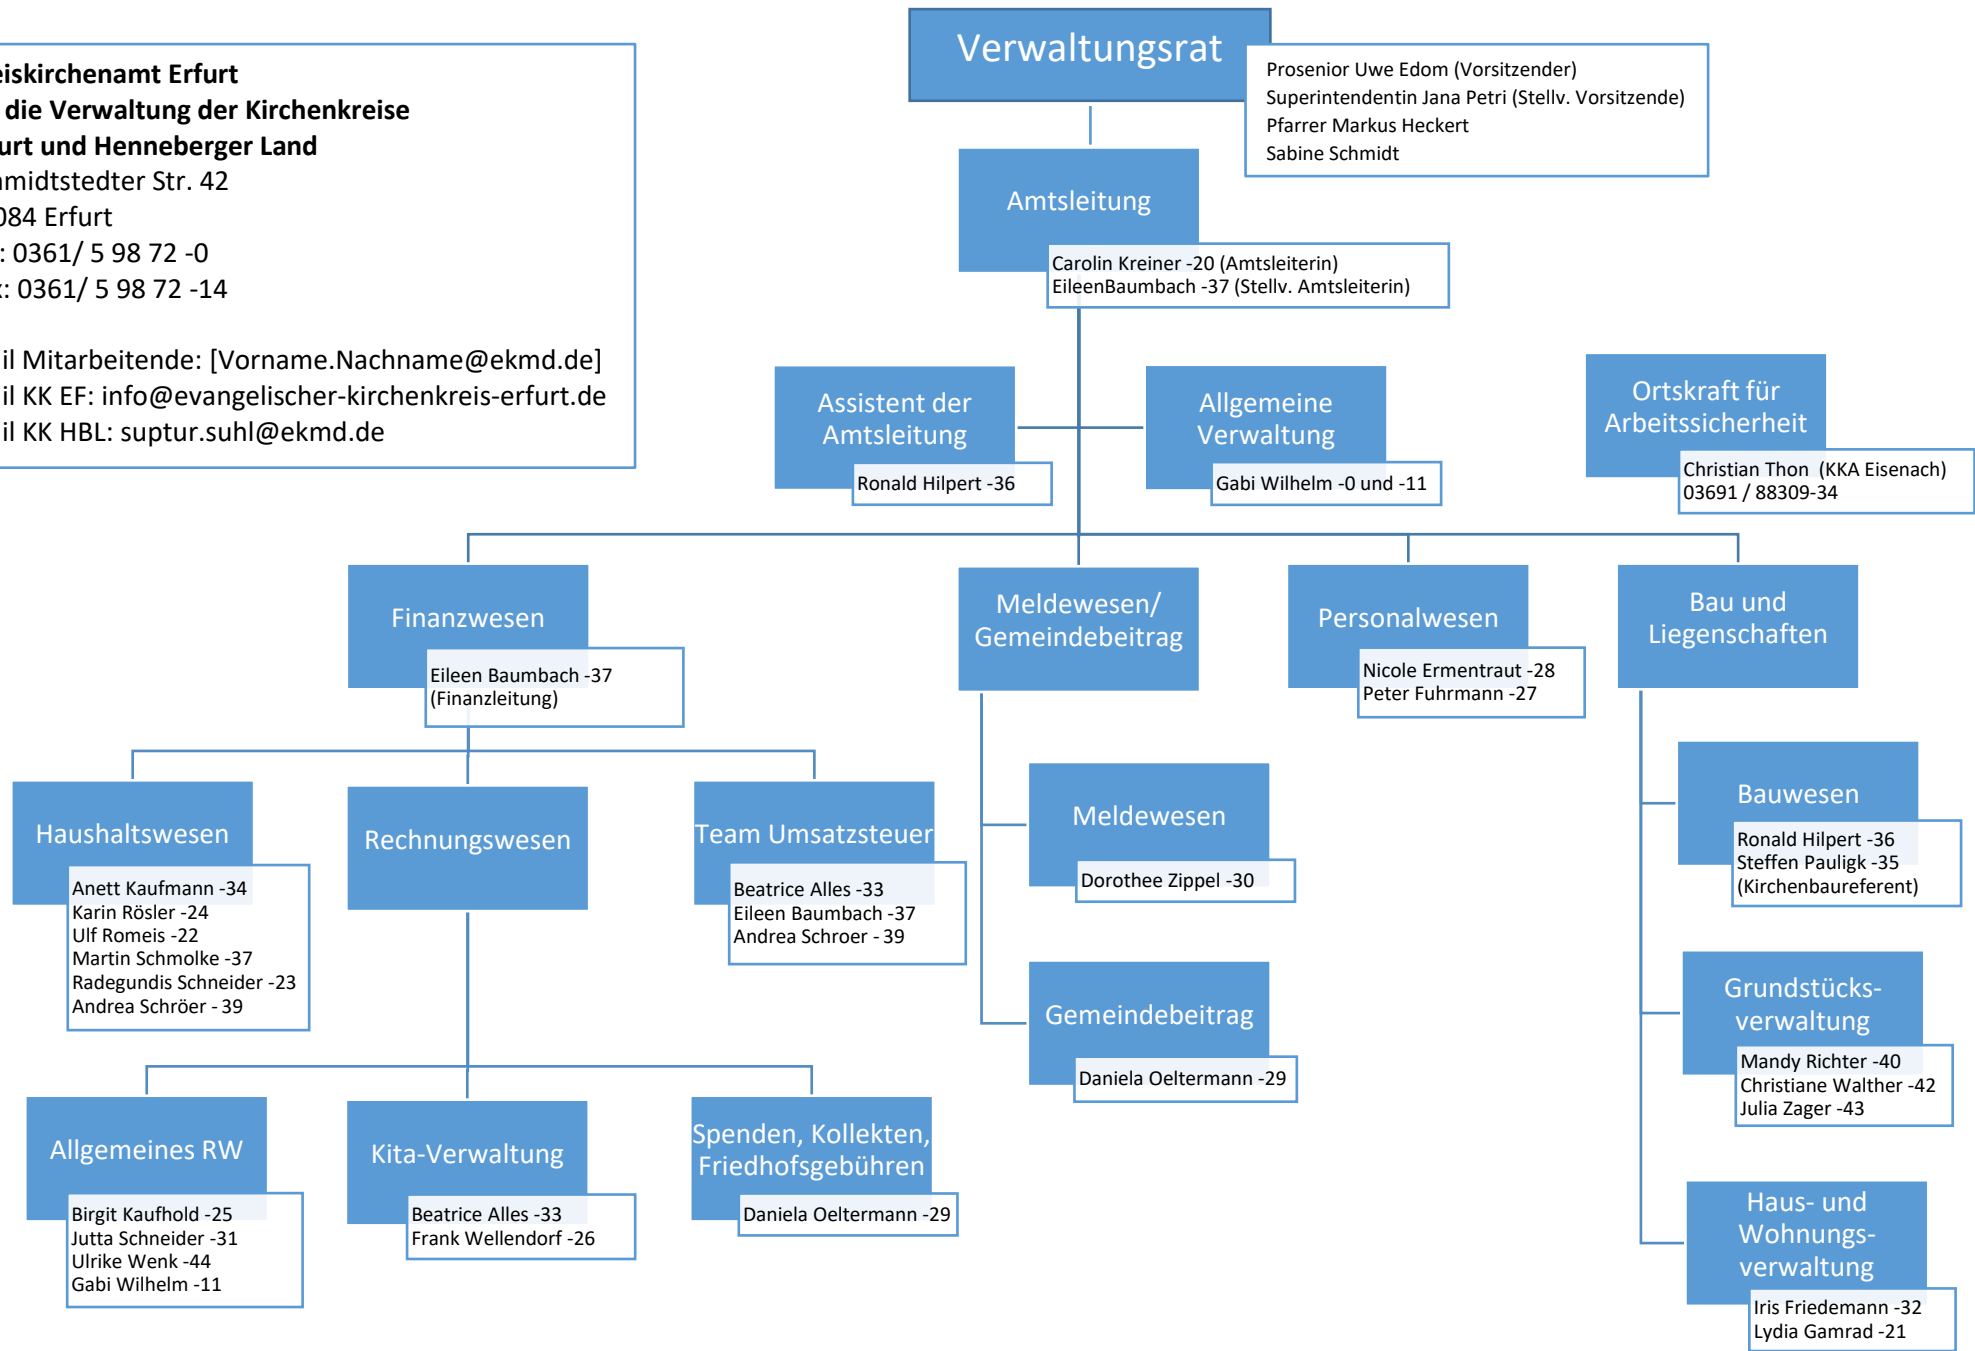 eiskirchenamt Erfurt
die Verwaltung der Kirchenkreise
urt und Henneberger Land
midtstedter Str. 42
084 Erfurt
: 0361/ 5 98 72 -0
: 0361/ 5 98 72 -14
il Mitarbeitende: [Vorname.Nachname@ekmd.de]
il KK EF: info@evangelischer-kirchenkreis-erfurt.de
il KK HBL: suptur.suhl@ekmd.de
Verwaltungsrat
Prosenior Uwe Edom (Vorsitzender)
Superintendentin Jana Petri (Stellv. Vorsitzende)
Pfarrer Markus Heckert
Sabine Schmidt
Amtsleitung
Carolin Kreiner -20 (Amtsleiterin)
EileenBaumbach -37 (Stellv. Amtsleiterin)
Assistent der
Amtsleitung
Ronald Hilpert -36
Allgemeine
Verwaltung
Gabi Wilhelm -0 und -11
Ortskraft für
Arbeitssicherheit
Christian Thon (KKA Eisenach)
03691 / 88309-34
Finanzwesen
Eileen Baumbach -37
(Finanzleitung)
Meldewesen/
Gemeindebeitrag
Personalwesen
Nicole Ermentraut -28
Peter Fuhrmann -27
Bau und
Liegenschaften
Haushaltswesen
Anett Kaufmann -34
Karin Rösler -24
Ulf Romeis -22
Martin Schmolke -37
Radegundis Schneider -23
Andrea Schröer - 39
Rechnungswesen
Team Umsatzsteuer
Beatrice Alles -33
Eileen Baumbach -37
Andrea Schroer - 39
Meldewesen
Dorothee Zippel -30
Gemeindebeitrag
Daniela Oeltermann -29
Bauwesen
Ronald Hilpert -36
Steffen Pauligk -35
(Kirchenbaureferent)
Grundstücks-
verwaltung
Mandy Richter -40
Christiane Walther -42
Julia Zager -43
Allgemeines RW
Birgit Kaufhold -25
Jutta Schneider -31
Ulrike Wenk -44
Gabi Wilhelm -11
Kita-Verwaltung
Beatrice Alles -33
Frank Wellendorf -26
Spenden, Kollekten,
Friedhofsgebühren
Daniela Oeltermann -29
Haus- und
Wohnungs-
verwaltung
Iris Friedemann -32
Lydia Gamrad -21